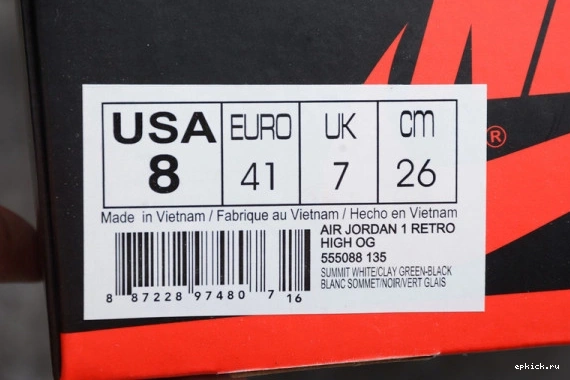 NIKE
®
USA EURO UK cm
8 41 7 26
Made in Vietnam / Fabrique au Vietnam / Hecho en Vietnam
AIR JORDAN 1 RETRO
HIGH OG
555088 135
SUMMIT WHITE/CLAY GREEN-BLACK
BLANC SOMMET/NOIR/VERT GLAIS
8 87228 97480 7 16
epkick.ru